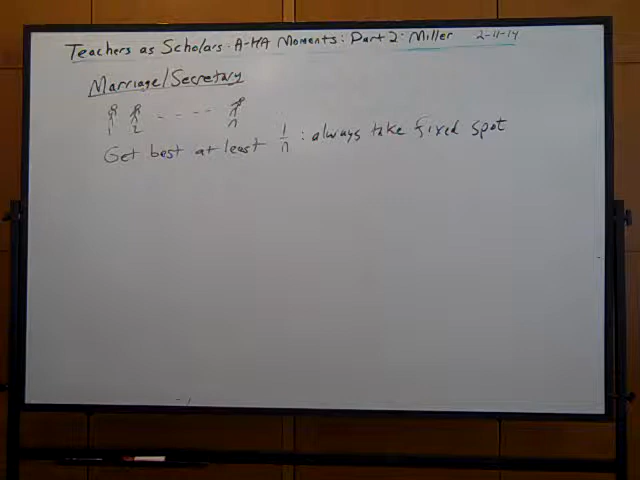 Teachers as Scholars: A-HA Moments: Part 2: Miller 2-11-14
Marriage/Secretary
1 2 - - - - n
Get best at least 1/n : always take fixed spot